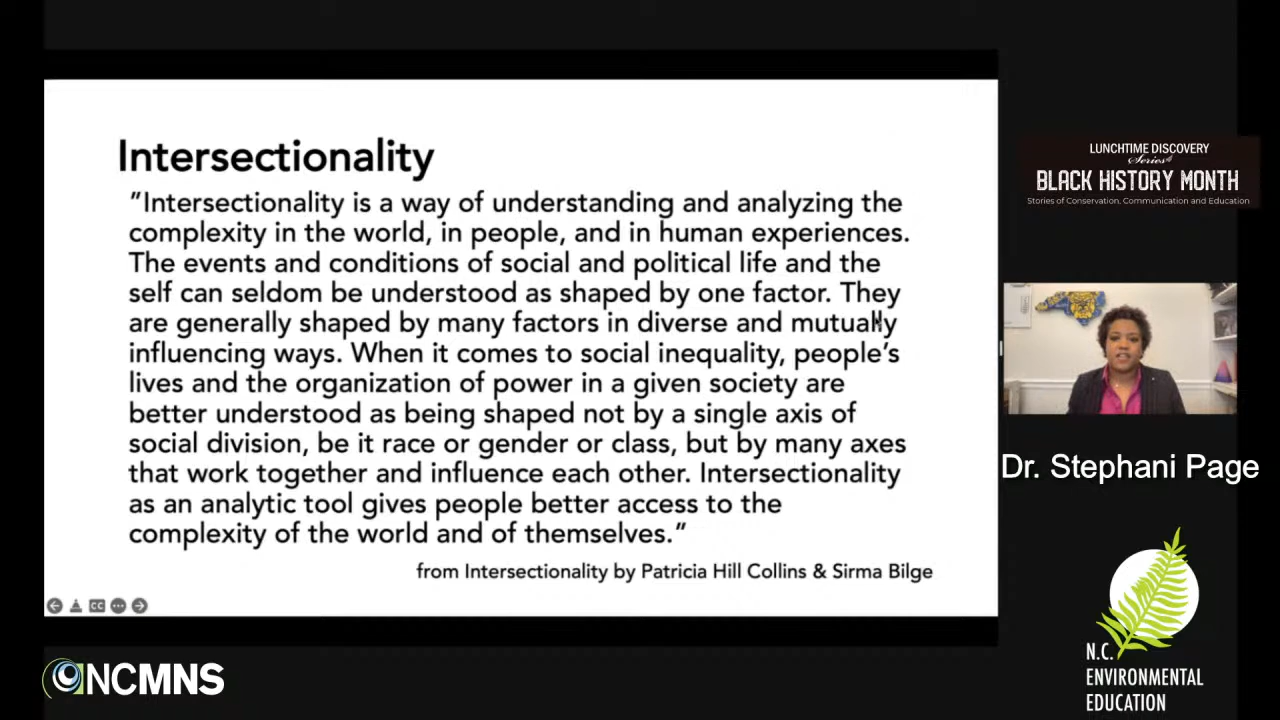 Intersectionality
"Intersectionality is a way of understanding and analyzing the
complexity in the world, in people, and in human experiences.
The events and conditions of social and political life and the
self can seldom be understood as shaped by one factor. They
are generally shaped by many factors in diverse and mutually
influencing ways. When it comes to social inequality, people's
lives and the organization of power in a given society are
better understood as being shaped not by a single axis of
social division, be it race or gender or class, but by many axes
that work together and influence each other. Intersectionality
as an analytic tool gives people better access to the
complexity of the world and of themselves."
from Intersectionality by Patricia Hill Collins & Sirma Bilge
CC
LUNCHTIME DISCOVERY
Series
BLACK HISTORY MONTH
Stories of Conservation, Communication and Education
Dr. Stephani Page
NCMNS
N.C.
ENVIRONMENTAL
EDUCATION